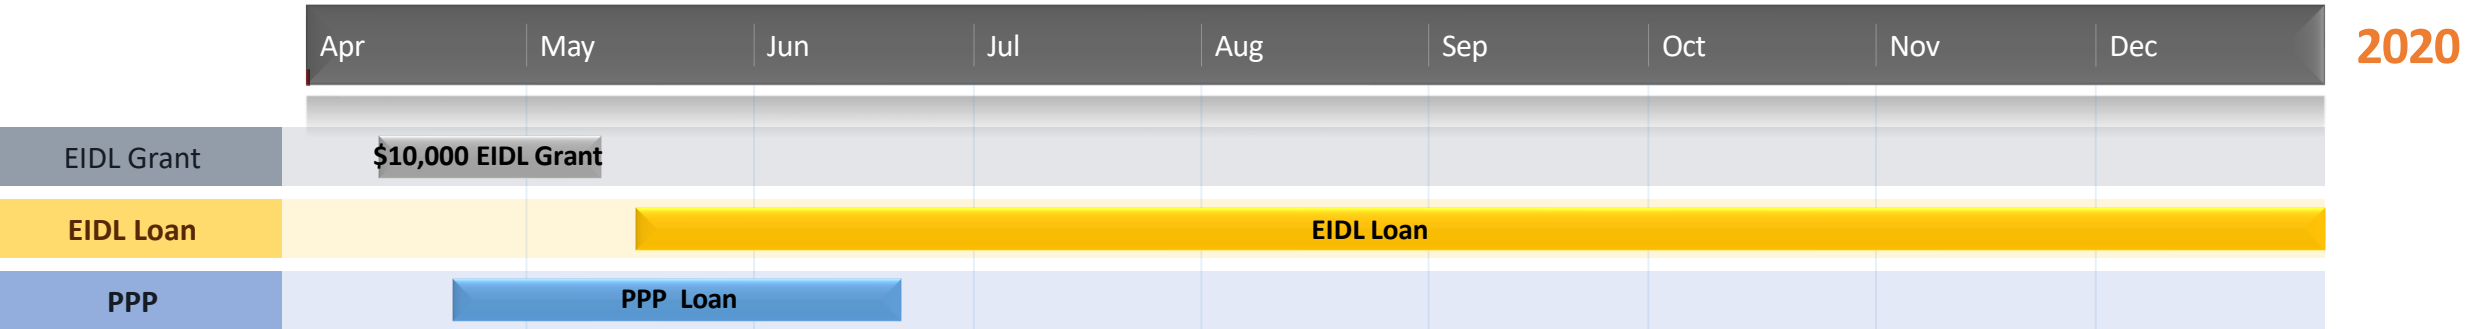 Apr May Jun Jul Aug Sep Oct Nov Dec 2020
EIDL Grant $10,000 EIDL Grant
EIDL Loan EIDL Loan
PPP PPP Loan